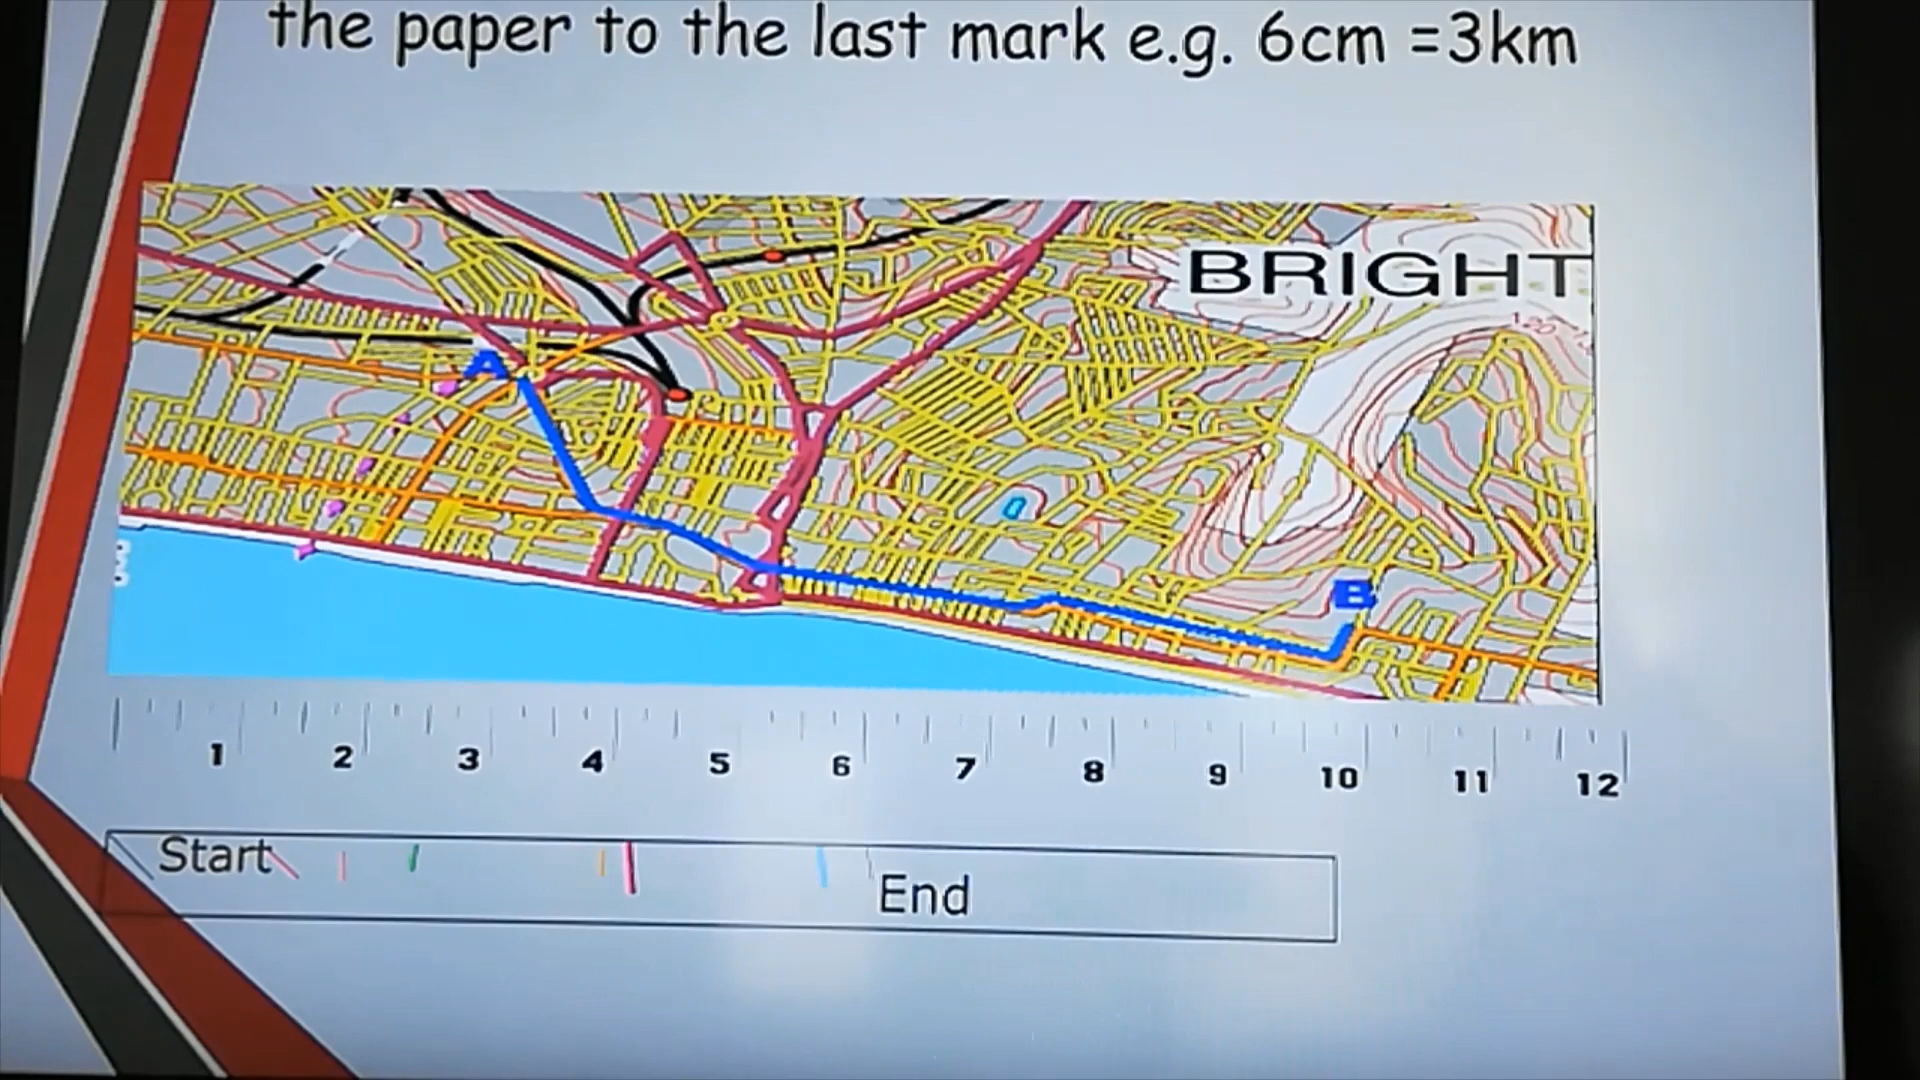 the paper to the last mark e.g. 6cm =3km
BRIGHT
120
A
B
1 2 3 4 5 6 7 8 9 10 11 12
Start
End